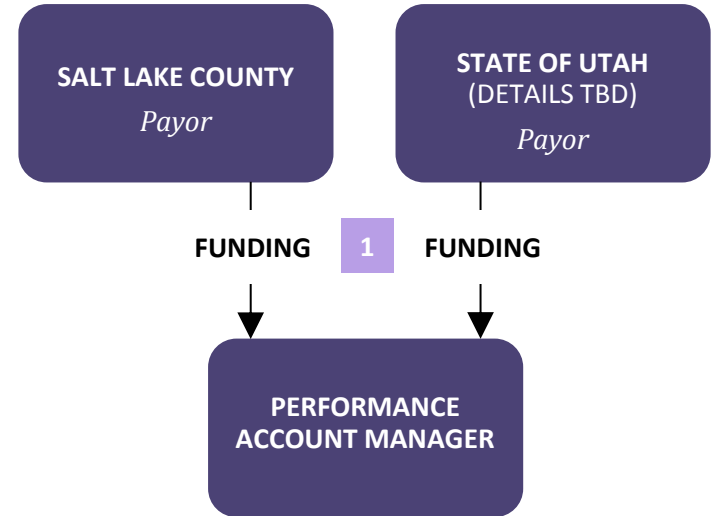 SALT LAKE COUNTY
Payor
STATE OF UTAH
(DETAILS TBD)
Payor
FUNDING
1
FUNDING
PERFORMANCE
ACCOUNT MANAGER